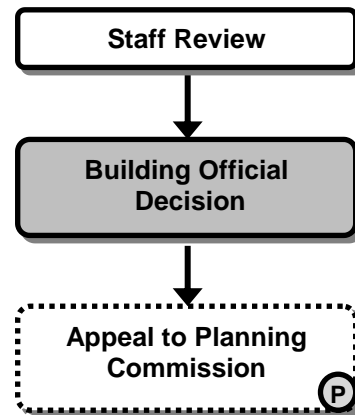 Staff Review
Building Official
Decision
Appeal to Planning
Commission
P